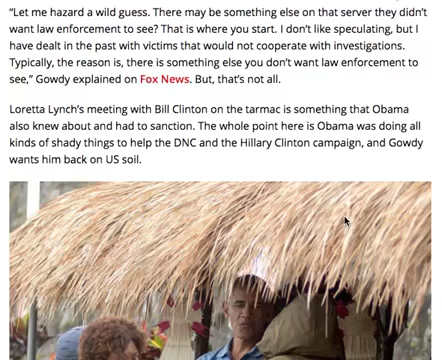 “Let me hazard a wild guess. There may be something else on that server they didn’t
want law enforcement to see? That is where you start. I don’t like speculating, but I
have dealt in the past with victims that would not cooperate with investigations.
Typically, the reason is, there is something else you don’t want law enforcement to
see,” Gowdy explained on Fox News. But, that’s not all.
Loretta Lynch’s meeting with Bill Clinton on the tarmac is something that Obama
also knew about and had to sanction. The whole point here is Obama was doing all
kinds of shady things to help the DNC and the Hillary Clinton campaign, and Gowdy
wants him back on US soil.